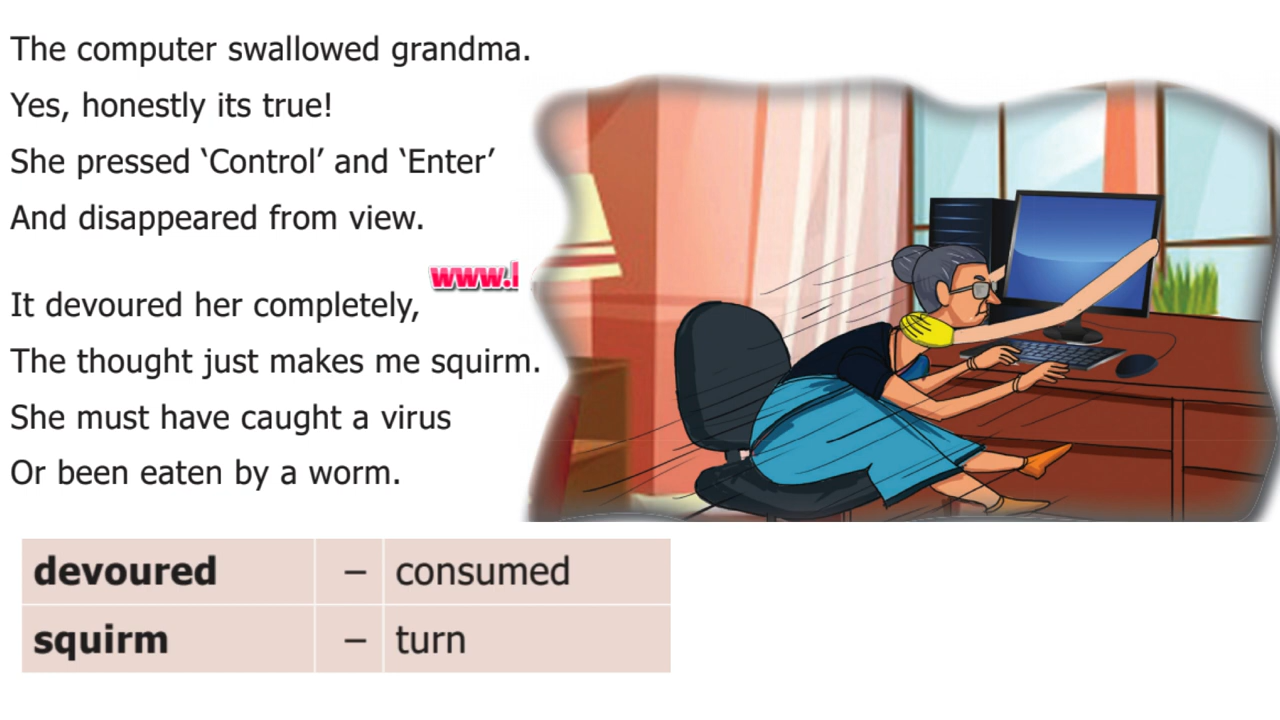 The computer swallowed grandma.
Yes, honestly its true!
She pressed ‘Control’ and ‘Enter’
And disappeared from view.
www.
It devoured her completely,
The thought just makes me squirm.
She must have caught a virus
Or been eaten by a worm.
devoured – consumed
squirm – turn